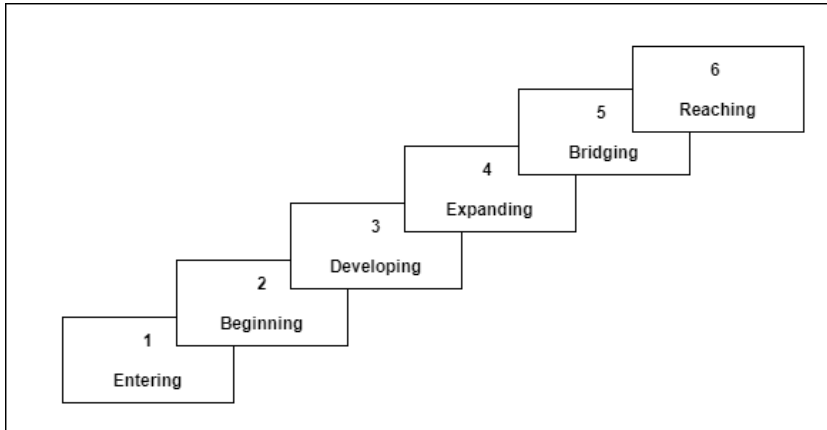 1
Entering
2
Beginning
3
Developing
4
Expanding
5
Bridging
6
Reaching